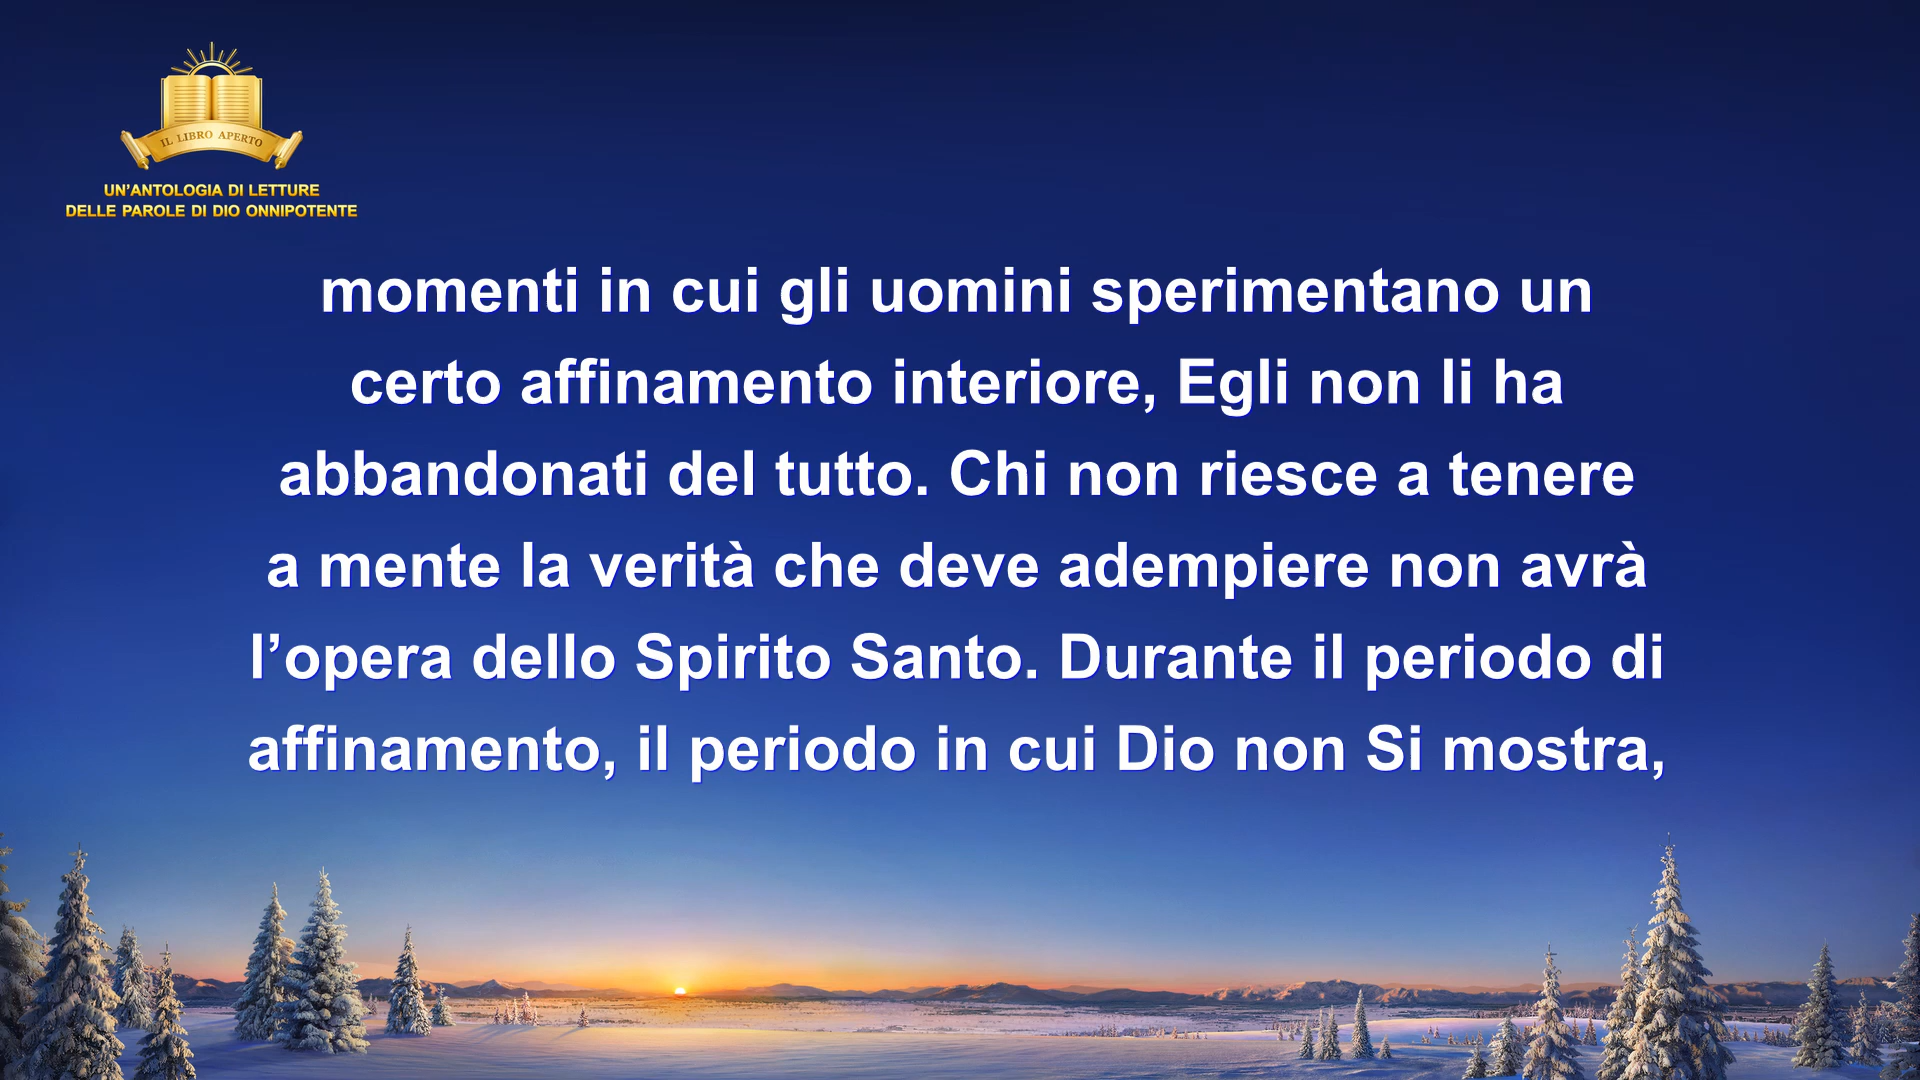 IL LIBRO APERTO
UN’ANTOLOGIA DI LETTURE
DELLE PAROLE DI DIO ONNIPOTENTE
momenti in cui gli uomini sperimentano un
certo affinamento interiore, Egli non li ha
abbandonati del tutto. Chi non riesce a tenere
a mente la verità che deve adempiere non avrà
l’opera dello Spirito Santo. Durante il periodo di
affinamento, il periodo in cui Dio non Si mostra,